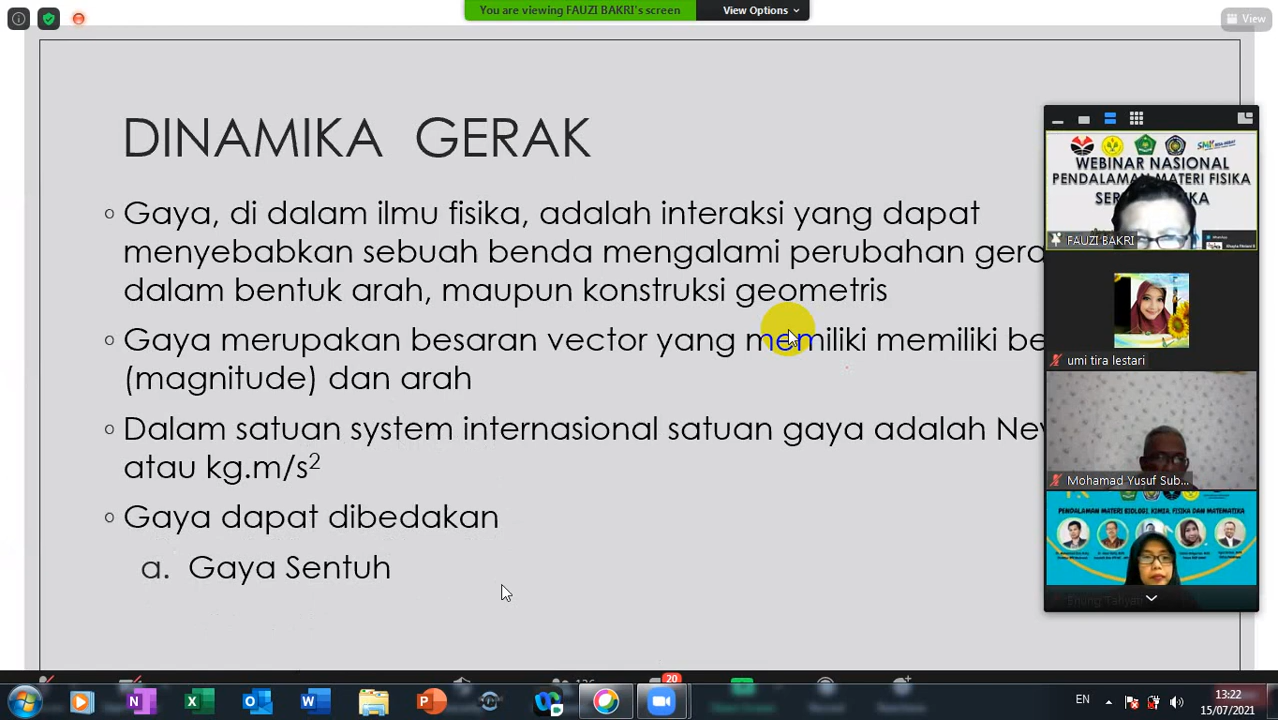 You are viewing FAUZI BAKRI's screen
View Options
View
DINAMIKA GERAK
Gaya, di dalam ilmu fisika, adalah interaksi yang dapat
menyebabkan sebuah benda mengalami perubahan gera
dalam bentuk arah, maupun konstruksi geometris
Gaya merupakan besaran vector yang memiliki memiliki be
(magnitude) dan arah
Dalam satuan system internasional satuan gaya adalah Nev
atau kg.m/s²
Gaya dapat dibedakan
a. Gaya Sentuh
WEBINAR NASIONAL
PENDALAMAN MATERI FISIKA
FAUZI BAKRI
umi tira lestari
Mohamad Yusuf Sub...
PENDALAMAN MATERI BIOLOGI, KIMIA, FISIKA DAN MATEMATIKA
20
EN
13:22
15/07/2021